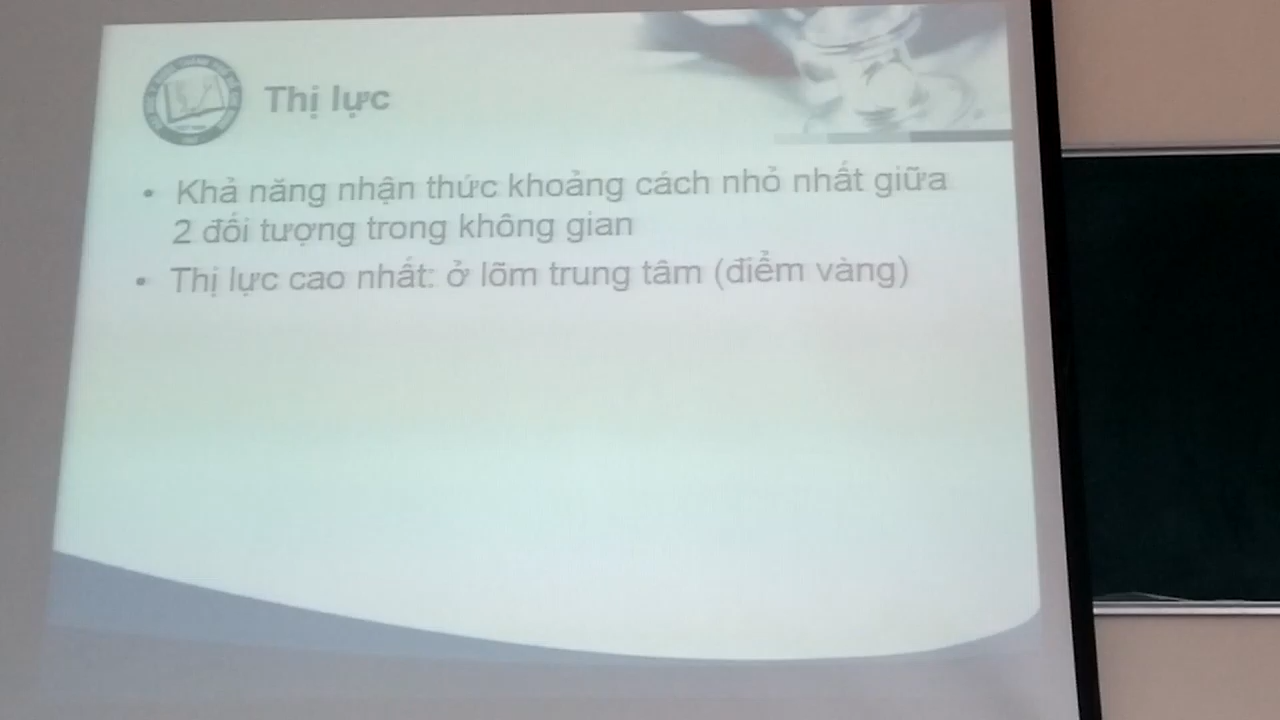 Thị lực
• Khả năng nhận thức khoảng cách nhỏ nhất giữa
2 đối tượng trong không gian
• Thị lực cao nhất: ở lõm trung tâm (điểm vàng)